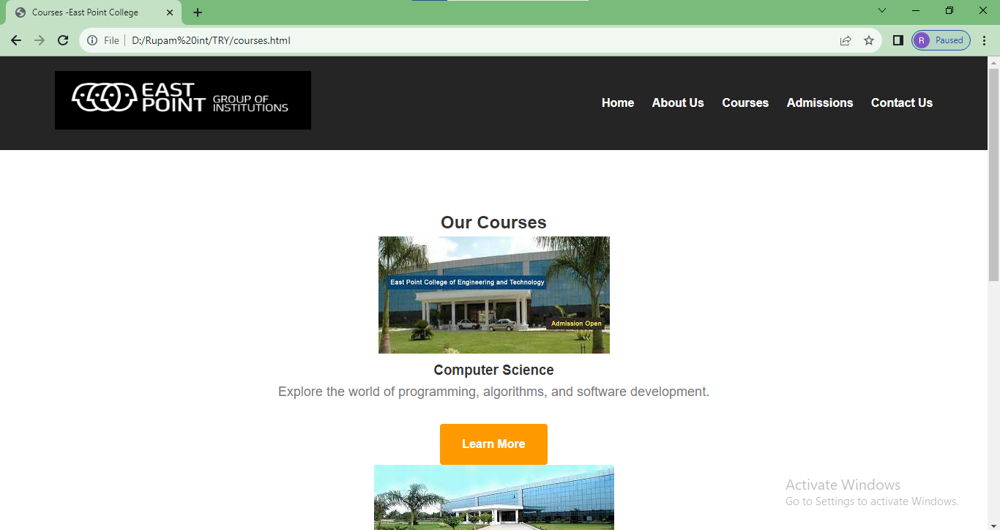 Courses -East Point College
File
D:/Rupam%20int/TRY/courses.html
R
Paused
EAST
POINT GROUP OF
INSTITUTIONS
Home
About Us
Courses
Admissions
Contact Us
Our Courses
East Point College of Engineering and Technology
Admission Open
Computer Science
Explore the world of programming, algorithms, and software development.
Learn More
Activate Windows
Go to Settings to activate Windows.